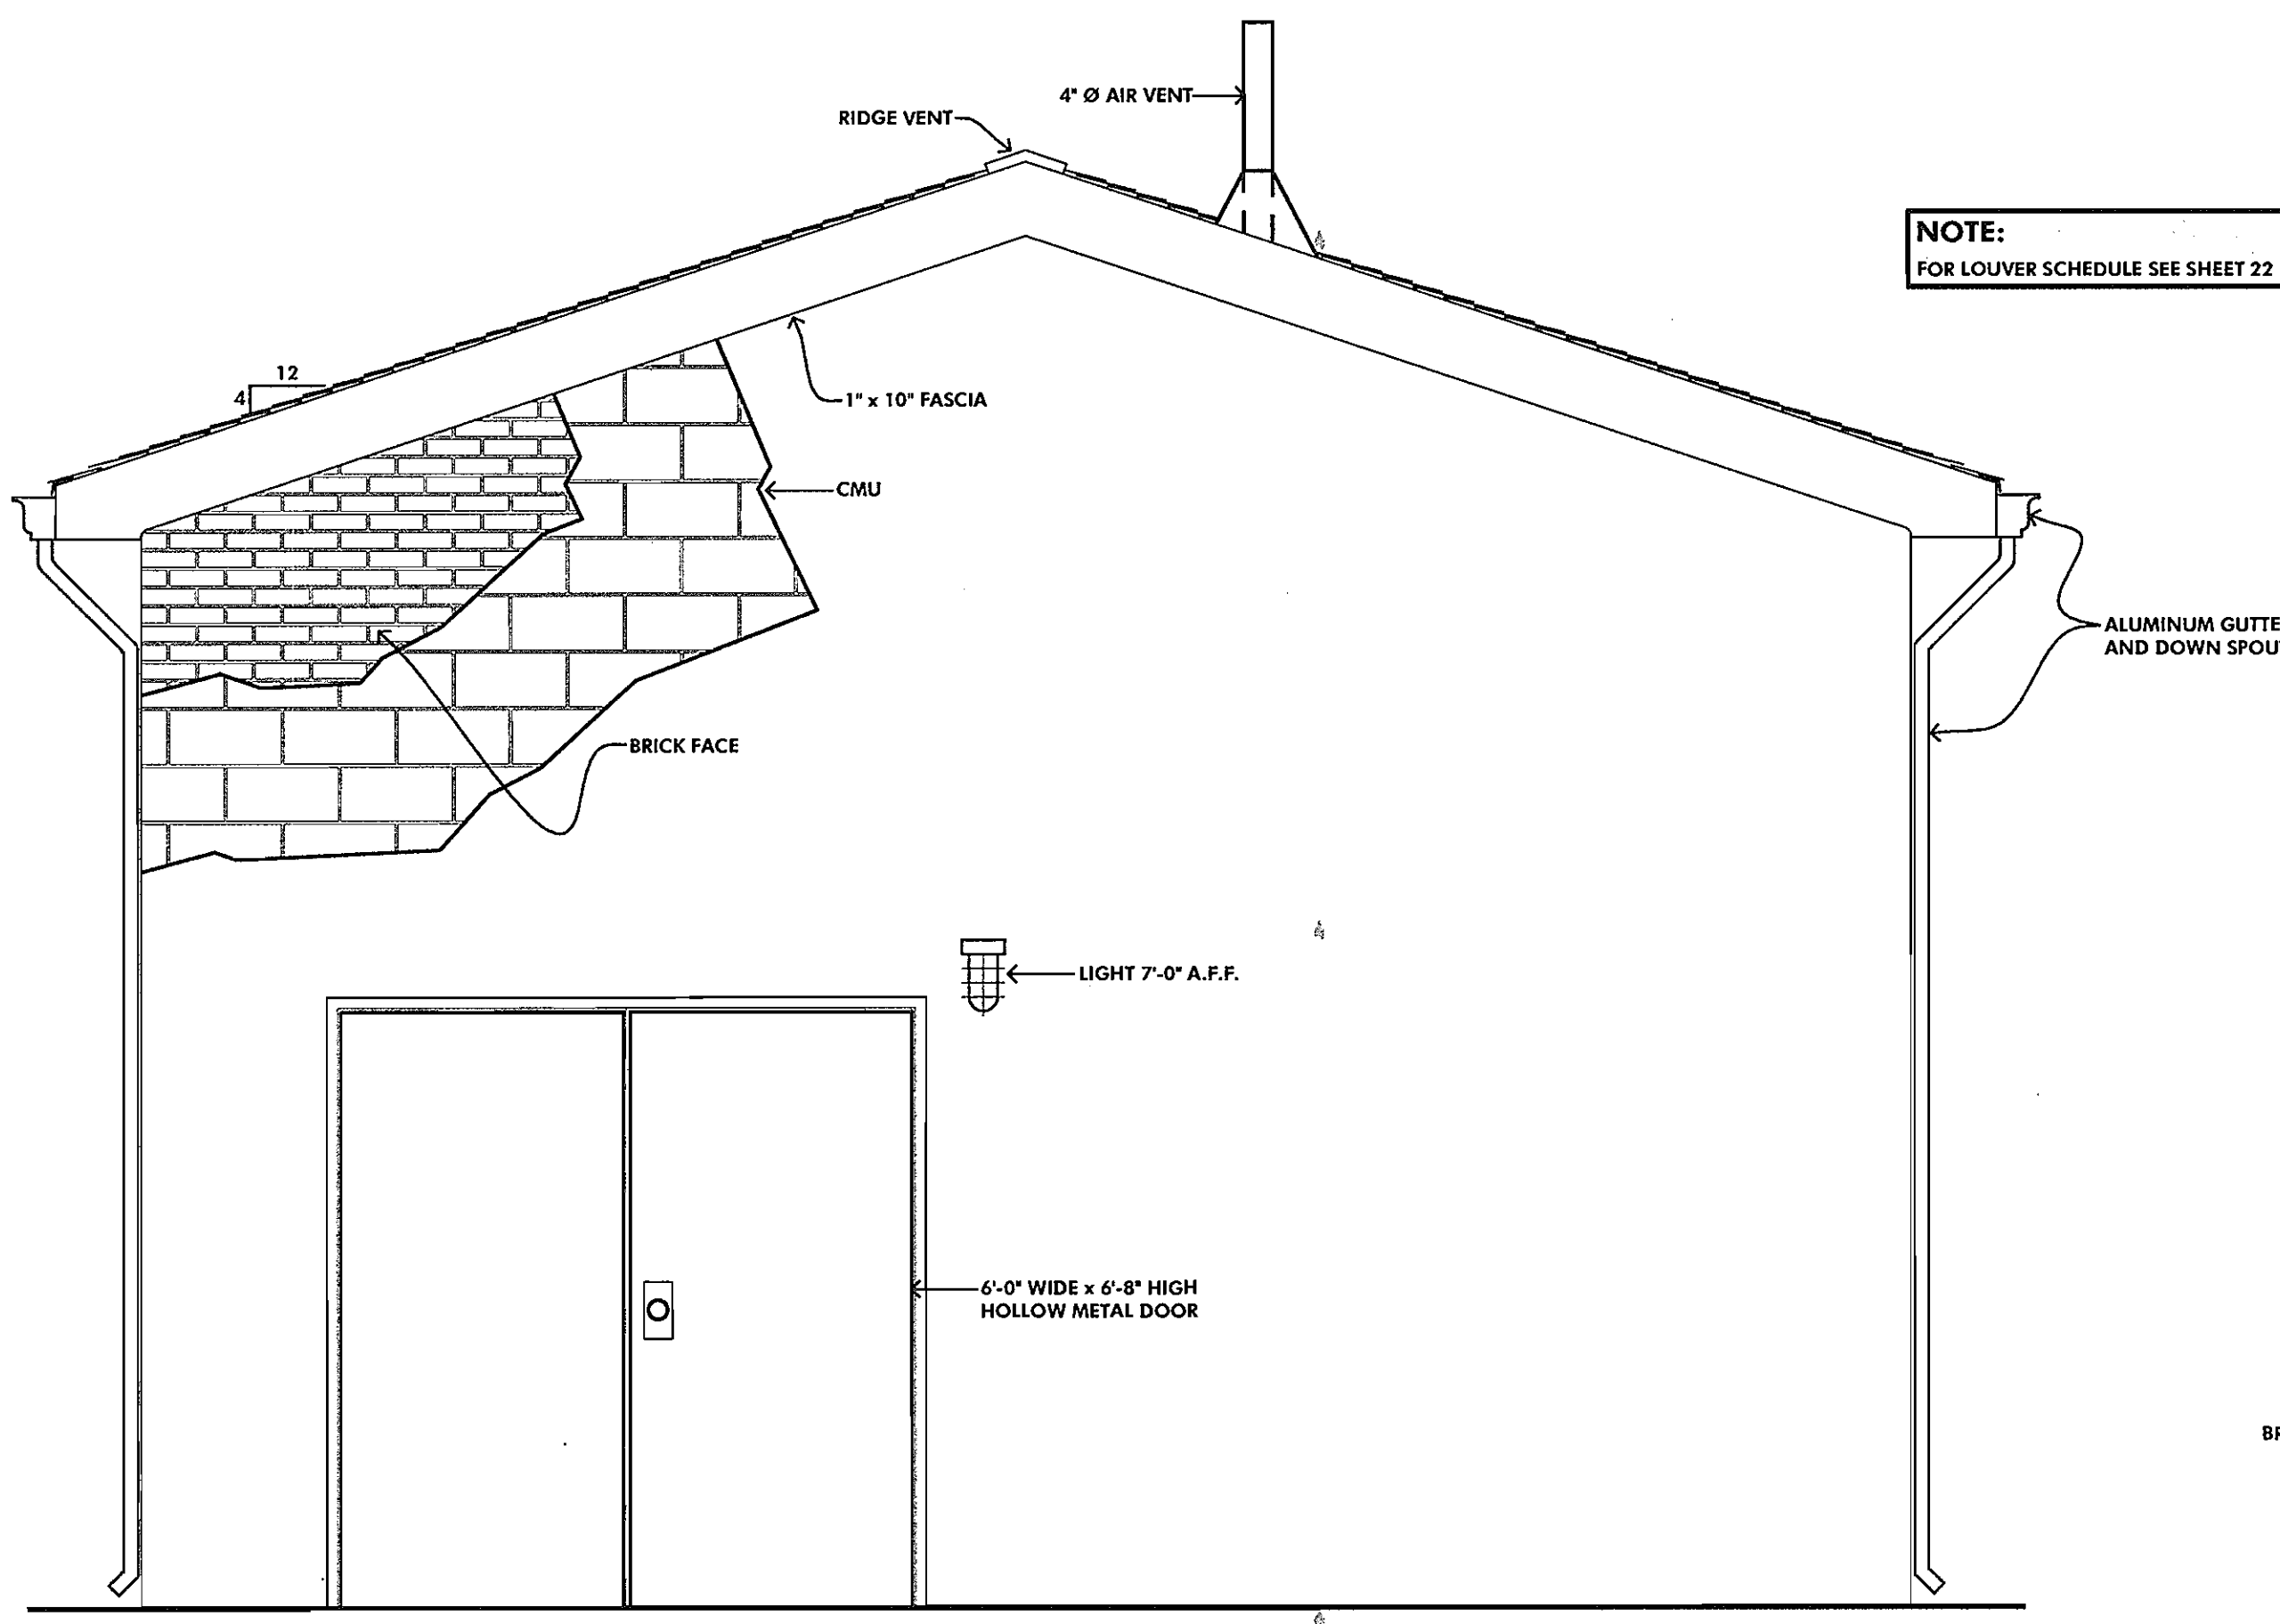 4" Ø AIR VENT
RIDGE VENT
NOTE:
FOR LOUVER SCHEDULE SEE SHEET 22
12
4
1" x 10" FASCIA
CMU
ALUMINUM GUTTE
AND DOWN SPOU
BRICK FACE
LIGHT 7'-0" A.F.F.
6'-0" WIDE x 6'-8" HIGH
HOLLOW METAL DOOR